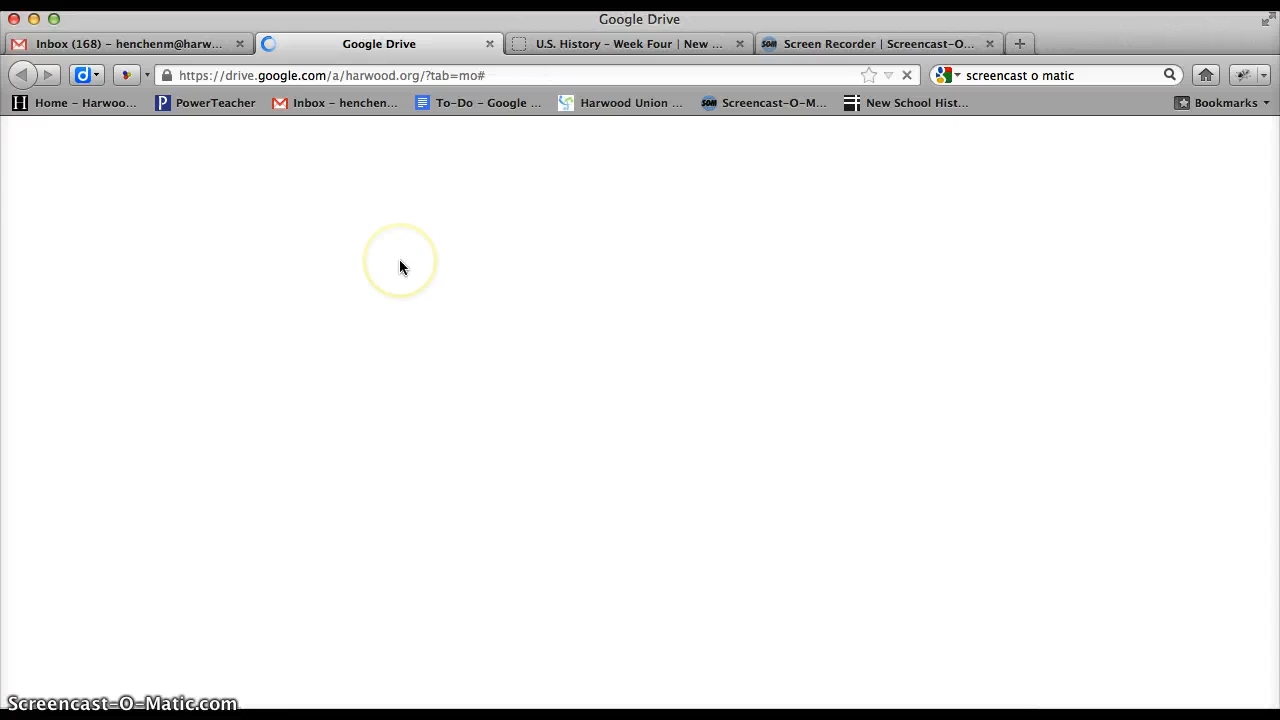 Google Drive
Inbox (168) – henchenm@harw... Google Drive U.S. History – Week Four | New ... Screen Recorder | Screencast-O...
https://drive.google.com/a/harwood.org/?tab=mo# screencast o matic
Home – Harwoo... PowerTeacher Inbox – henchen... To-Do – Google ... Harwood Union ... Screencast-O-M... New School Hist... Bookmarks
Screencast-O-Matic.com